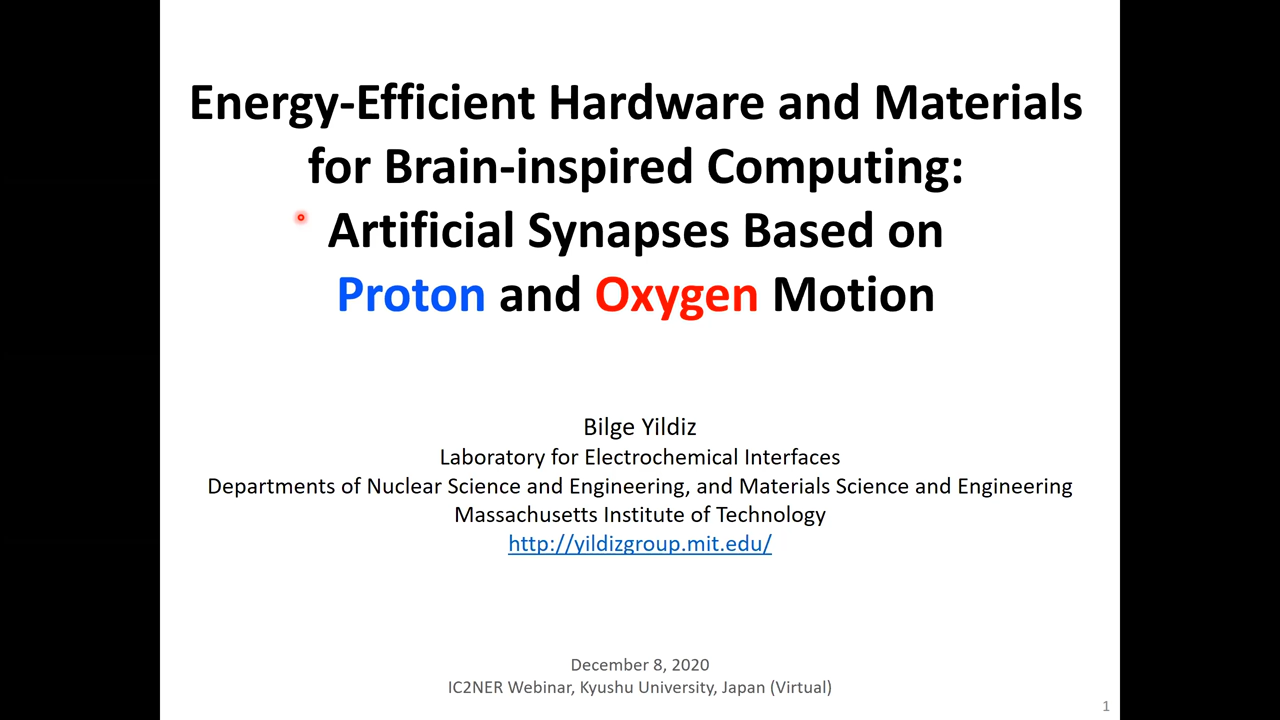 Energy-Efficient Hardware and Materials
for Brain-inspired Computing:
Artificial Synapses Based on
Proton and Oxygen Motion
Bilge Yildiz
Laboratory for Electrochemical Interfaces
Departments of Nuclear Science and Engineering, and Materials Science and Engineering
Massachusetts Institute of Technology
http://yildizgroup.mit.edu/
December 8, 2020
IC2NER Webinar, Kyushu University, Japan (Virtual)
1